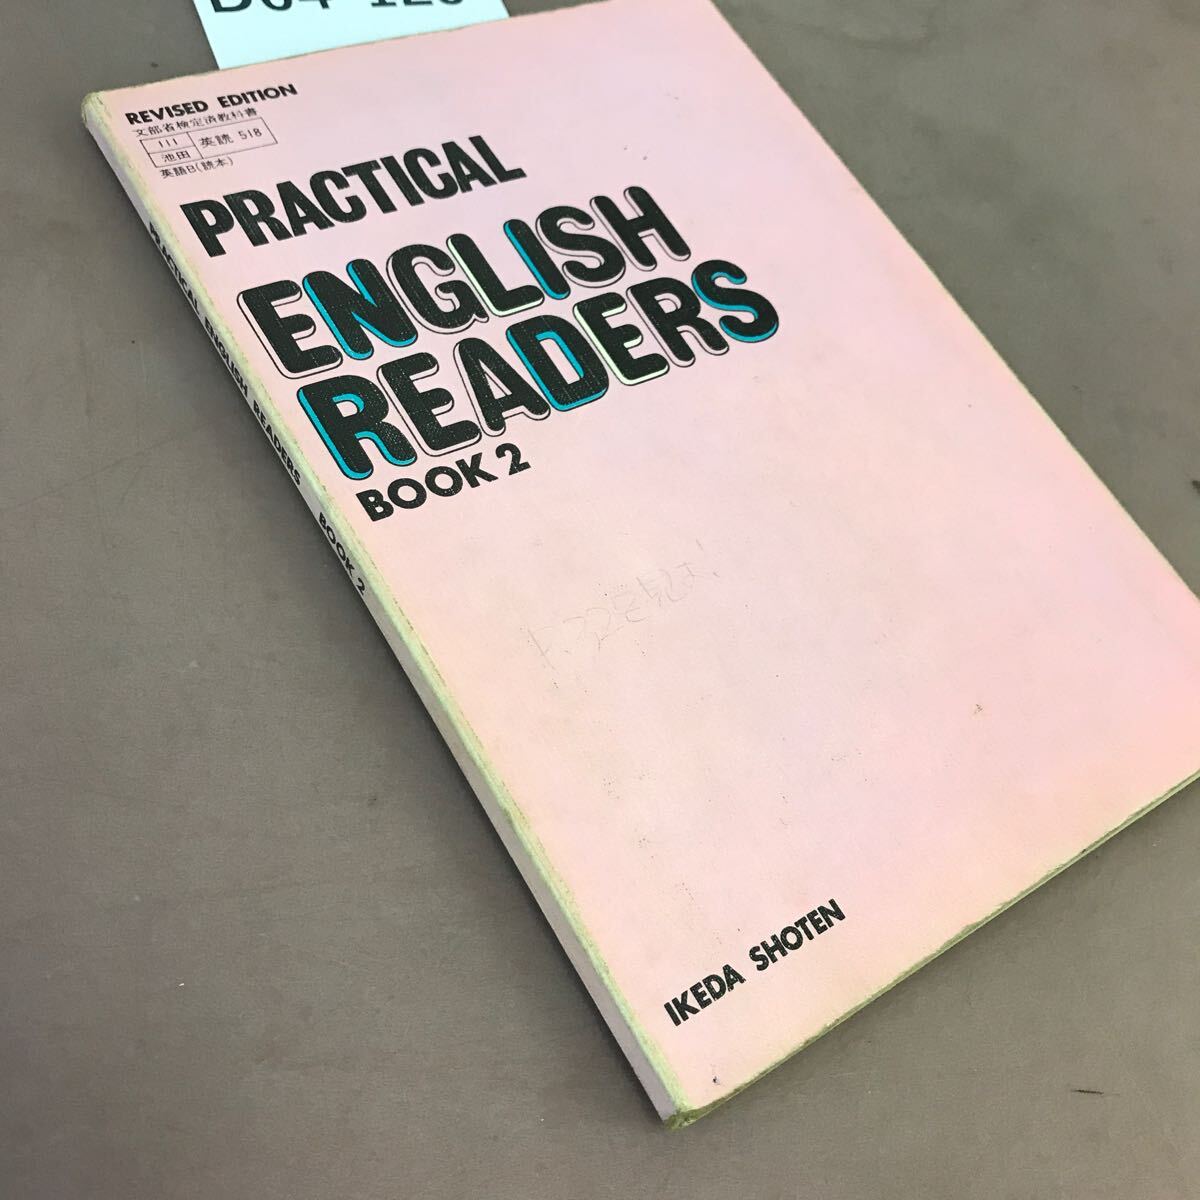 REVISED EDITION
文部省検定済教科書
111
池田
英読 518
英語B(読本)
PRACTICAL
ENGLISH
READERS
BOOK 2
IKEDA SHOTEN
PRACTICAL ENGLISH READERS BOOK 2